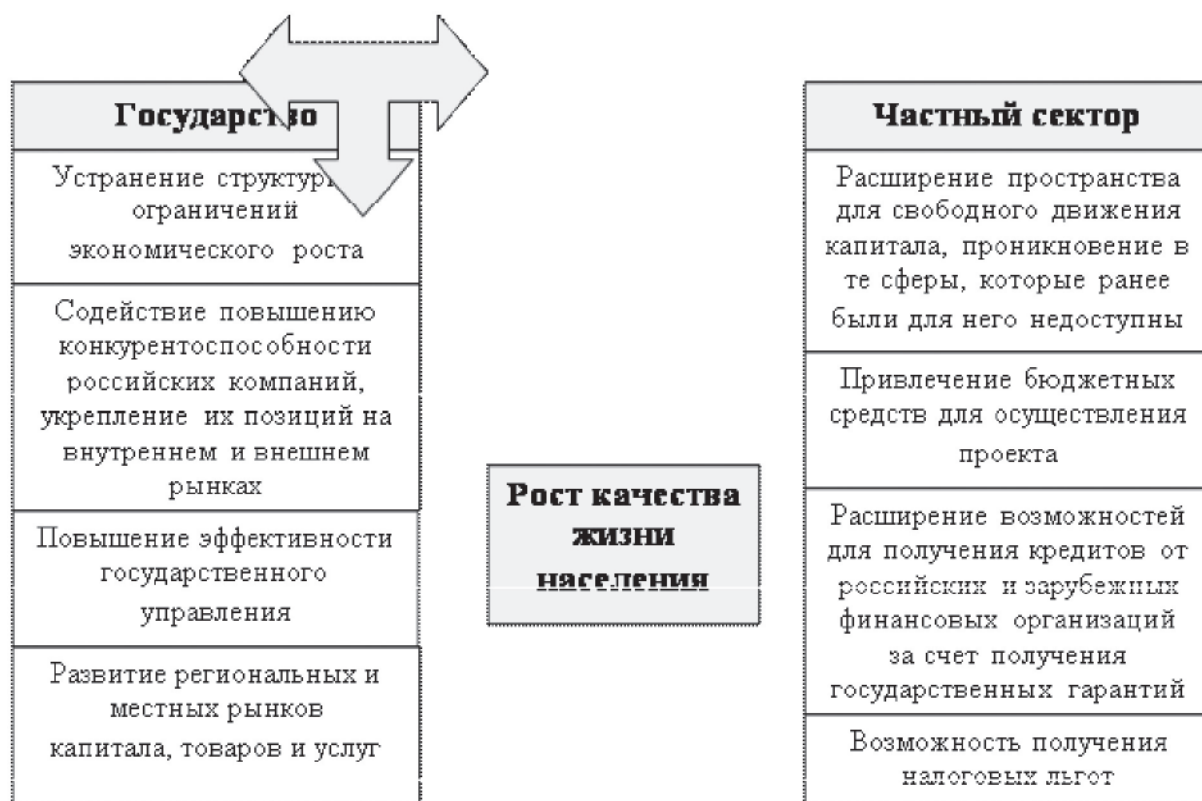 Государство
Устранение
ограничений
экономического роста
Содействие повышению
конкурентоспособности
российских компаний,
укрепление их позиций на
внутреннем и внешнем
рынках
Повышение эффективности
государственного
управления
Развитие региональных и
местных рынков
капитала, товаров и услуг
Рост качества
жизни
населения
Частный сектор
Расширение пространства
для свободного движения
капитала, проникновение в
те сферы, которые ранее
были для него недоступны
Привлечение бюджетных
средств для осуществления
проекта
Расширение возможностей
для получения кредитов от
российских и зарубежных
финансовых организаций
за счет получения
государственных гарантий
Возможность получения
налоговых льгот